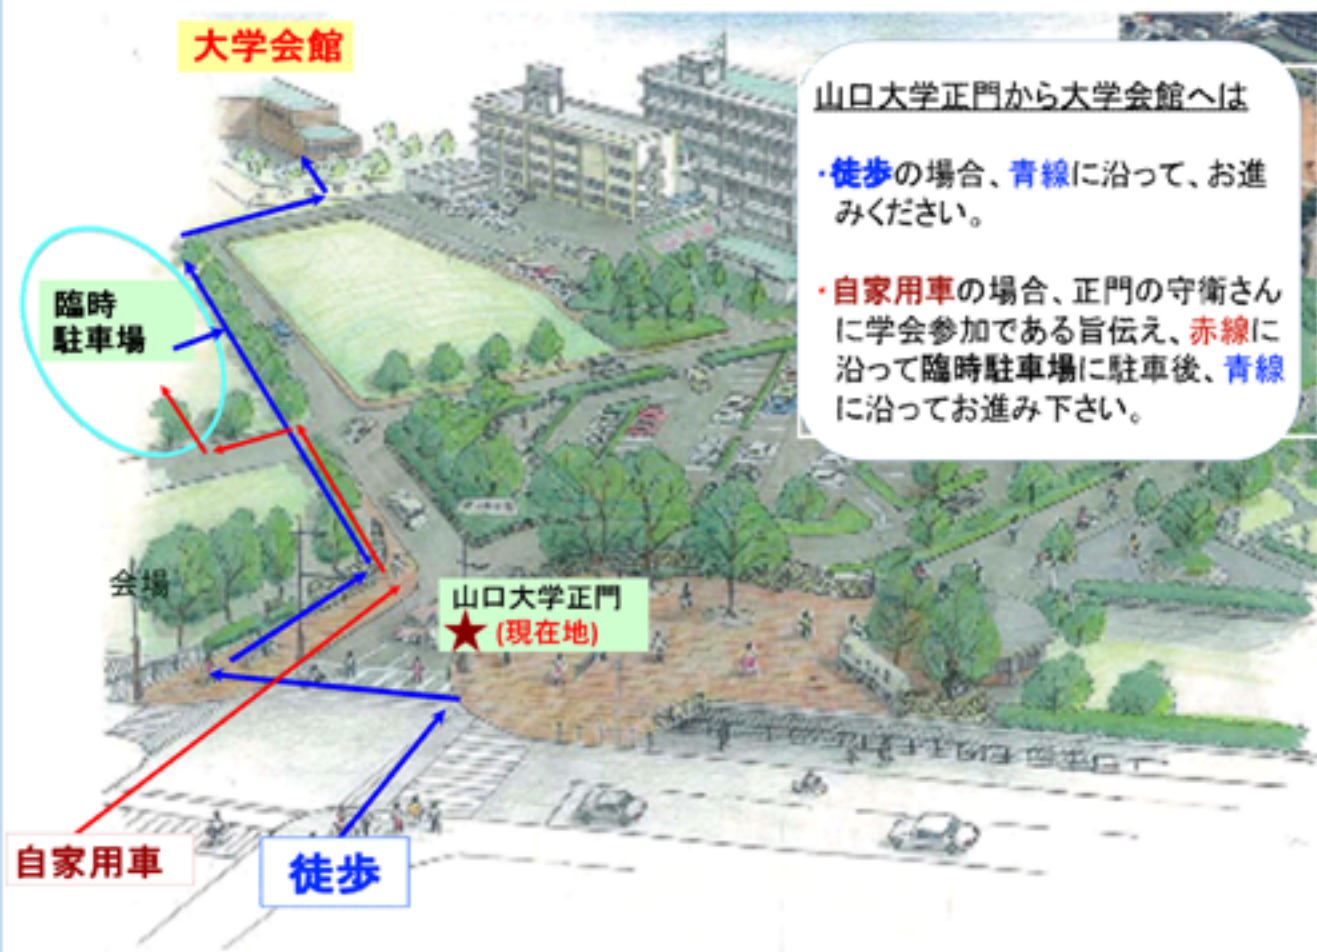 大学会館
山口大学正門から大学会館へは
・徒歩の場合、青線に沿って、お進
みください。
・自家用車の場合、正門の守衛さん
に学会参加である旨伝え、赤線に
沿って臨時駐車場に駐車後、青線
に沿ってお進み下さい。
臨時
駐車場
会場
山口大学正門
★(現在地)
自家用車
徒歩